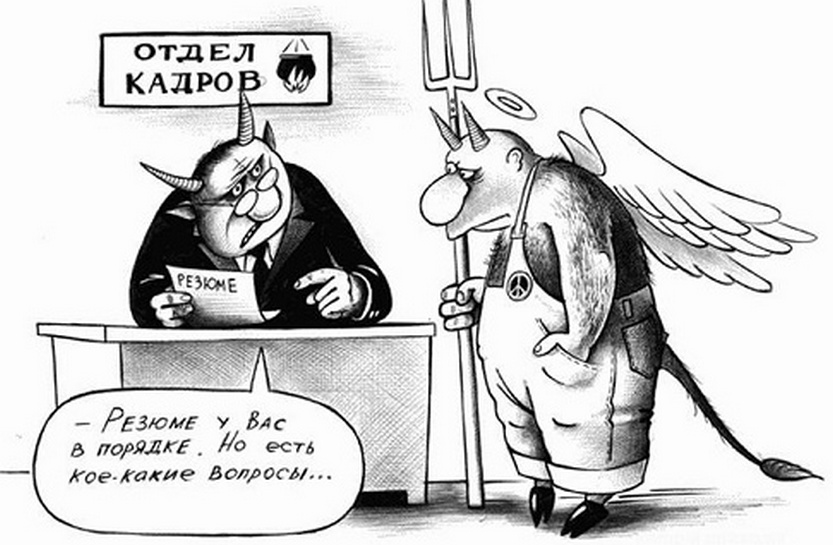 ОТДЕЛ
КАДРОВ
РЕЗЮМЕ
- РЕЗЮМЕ У ВАС
В ПОРЯДКЕ. НО ЕСТЬ
КОЕ-КАКИЕ ВОПРОСЫ...